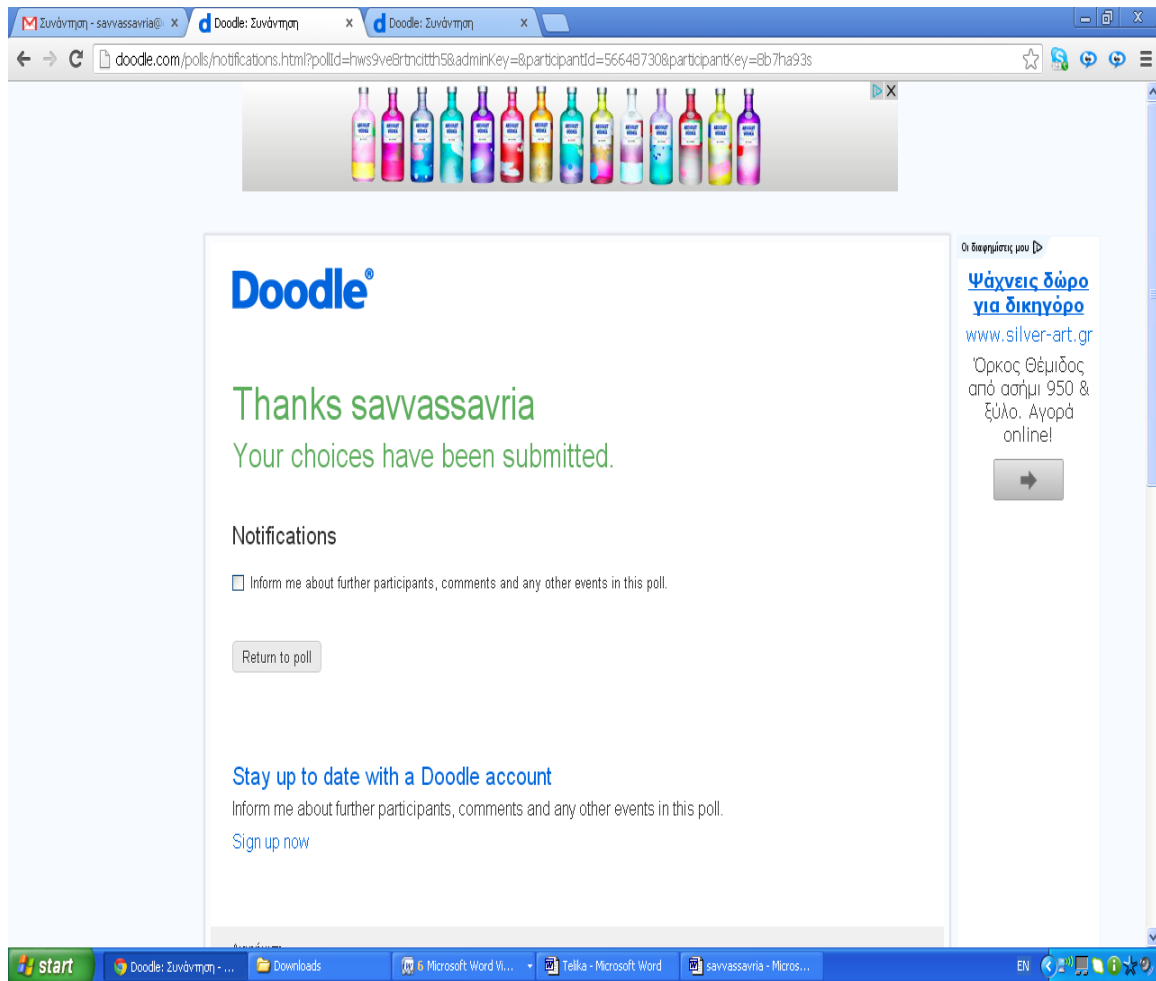 Συνάντηση - savvassavria@
Doodle: Συνάντηση
Doodle: Συνάντηση
doodle.com/polls/notifications.html?pollId=hws9ve8rtncitth5&adminKey=&participantId=56648730&participantKey=8b7ha93s
Doodle®
Thanks savvassavria
Your choices have been submitted.
Notifications
Inform me about further participants, comments and any other events in this poll.
Return to poll
Stay up to date with a Doodle account
Inform me about further participants, comments and any other events in this poll.
Sign up now
Οι διαφημίσεις μου
Ψάχνεις δώρο
για δικηγόρο
www.silver-art.gr
Όρκος Θέμιδος
από ασήμι 950 &
ξύλο. Αγορά
online!
start
Doodle: Συνάντηση - ...
Downloads
6 Microsoft Word Vi...
Telika - Microsoft Word
savvassavria - Micros...
EN